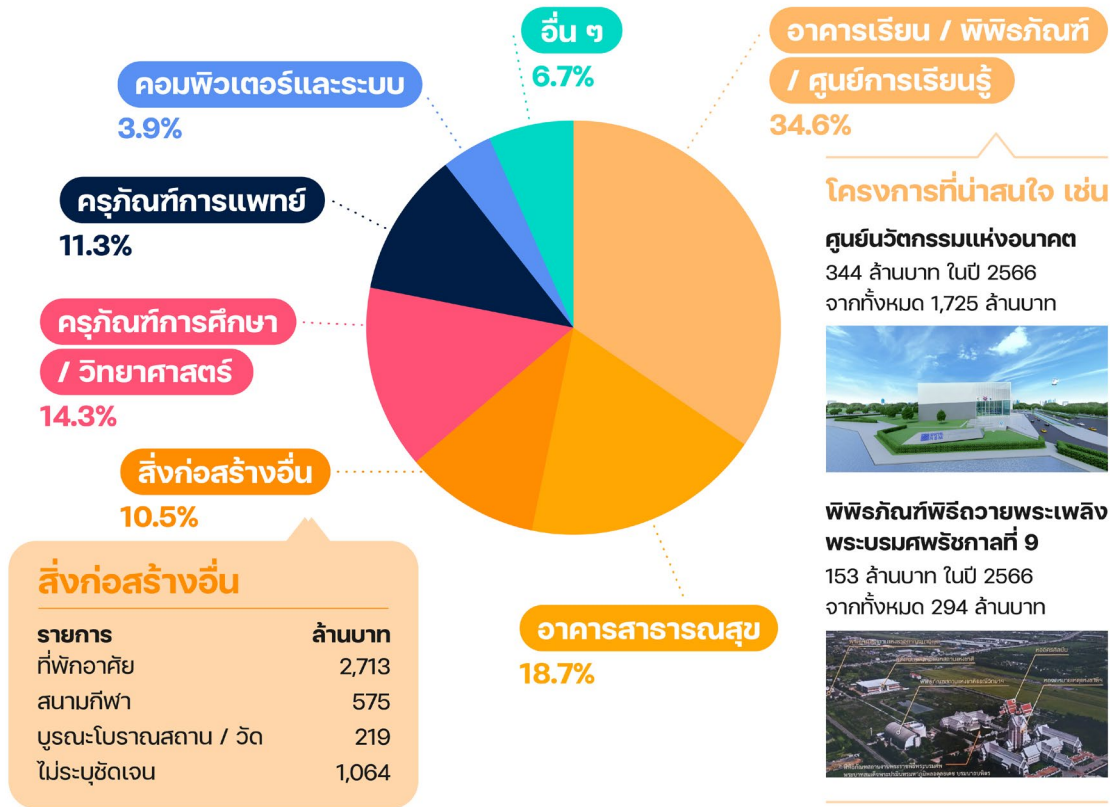 อื่น ๆ
6.7%
อาคารเรียน / พิพิธภัณฑ์
/ ศูนย์การเรียนรู้
34.6%
คอมพิวเตอร์และระบบ
3.9%
ครุภัณฑ์การแพทย์
11.3%
ครุภัณฑ์การศึกษา
/ วิทยาศาสตร์
14.3%
สิ่งก่อสร้างอื่น
10.5%
สิ่งก่อสร้างอื่น
รายการ ล้านบาท
ที่พักอาศัย 2,713
สนามกีฬา 575
บูรณะโบราณสถาน / วัด 219
ไม่ระบุชัดเจน 1,064
อาคารสาธารณสุข
18.7%
โครงการที่น่าสนใจ เช่น
ศูนย์นวัตกรรมแห่งอนาคต
344 ล้านบาท ในปี 2566
จากทั้งหมด 1,725 ล้านบาท
พิพิธภัณฑ์พิธีถวายพระเพลิง
พระบรมศพรัชกาลที่ 9
153 ล้านบาท ในปี 2566
จากทั้งหมด 294 ล้านบาท